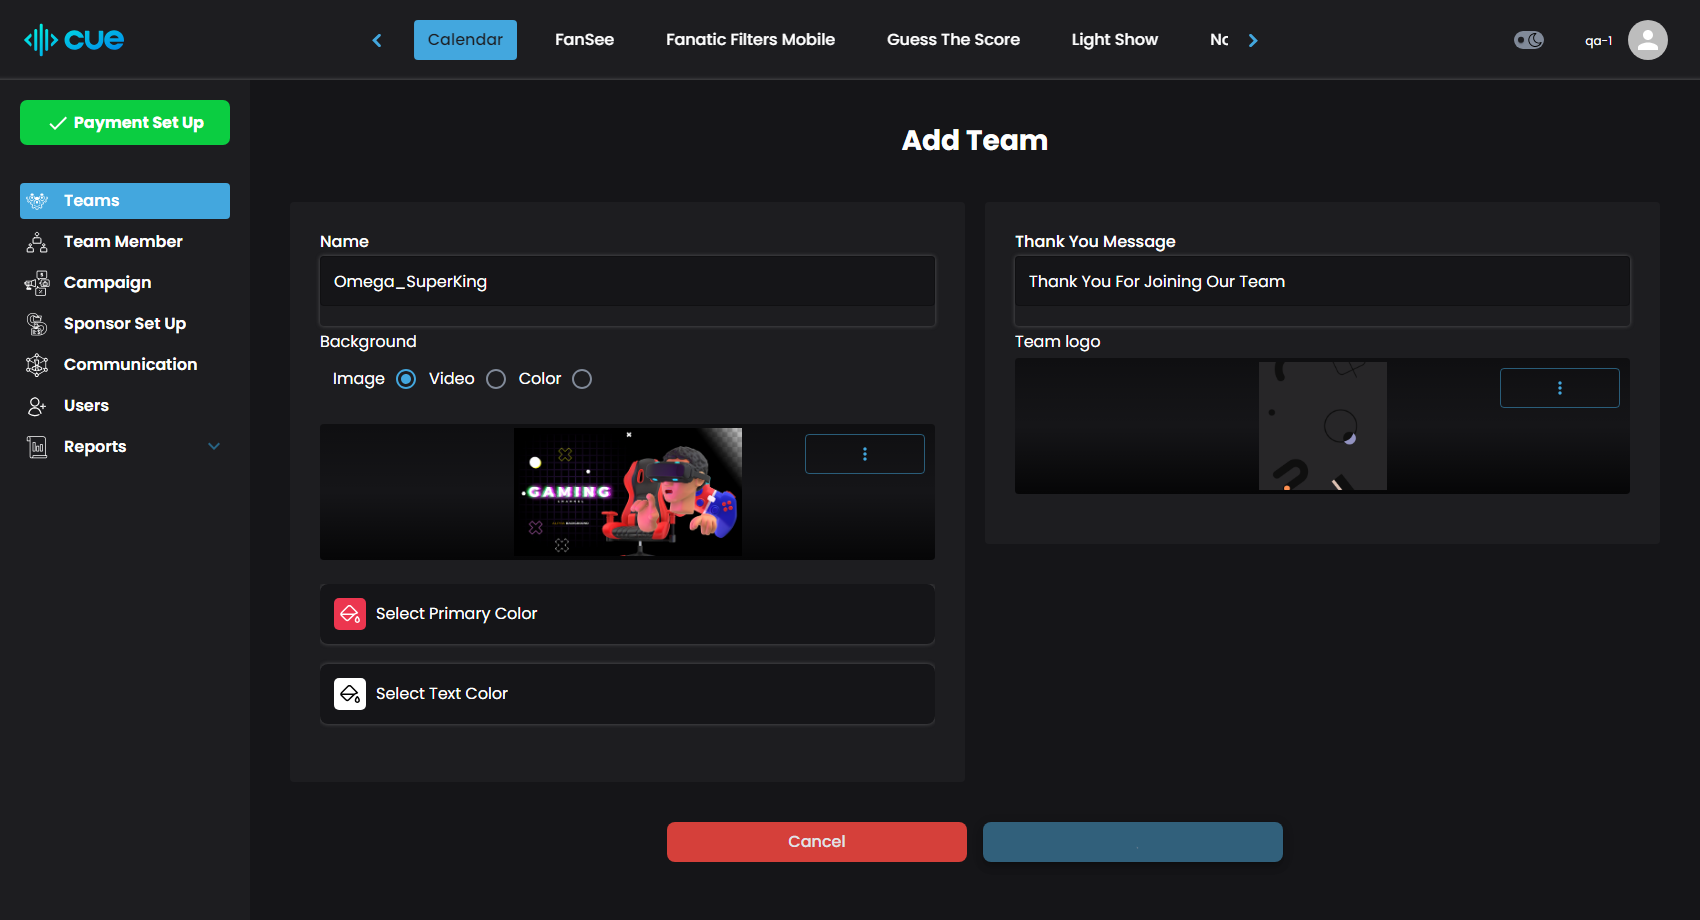 cue
Calendar
FanSee
Fanatic Filters Mobile
Guess The Score
Light Show
qa-1
Payment Set Up
Teams
Team Member
Campaign
Sponsor Set Up
Communication
Users
Reports
Add Team
Name
Omega_SuperKing
Background
Image
Video
Color
GAMING
CHANNEL
Select Primary Color
Select Text Color
Thank You Message
Thank You For Joining Our Team
Team logo
Cancel